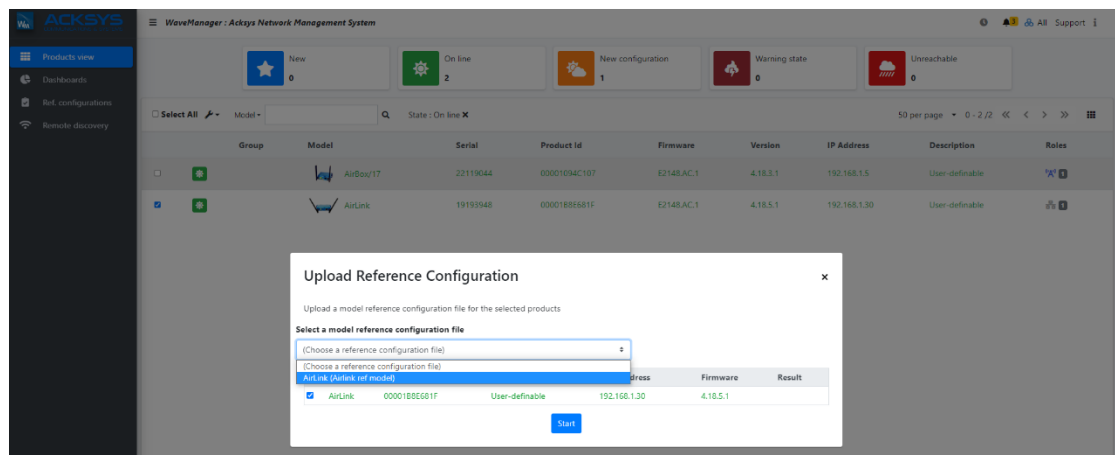 Wm ACKSYS
☰ WaveManager : Acksys Network Management System
3 All Support
Products view
Dashboards
Ref. configurations
Remote discovery
New
0
On line
2
New configuration
1
Warning state
0
Unreachable
0
Select All Model State : On line ✖ 50 per page 0 - 2 /2 « < > »
Group Model Serial Product Id Firmware Version IP Address Description Roles
AirBox/17 22119044 00001094C107 E2148.AC.1 4.18.3.1 192.168.1.5 User-definable 1
AirLink 19193948 00001B8E681F E2148.AC.1 4.18.5.1 192.168.1.30 User-definable 1
Upload Reference Configuration ×
Upload a model reference configuration file for the selected products
Select a model reference configuration file
(Choose a reference configuration file)
(Choose a reference configuration file)
AirLink (Airlink ref model)
dress Firmware Result
AirLink 00001B8E681F User-definable 192.168.1.30 4.18.5.1
Start